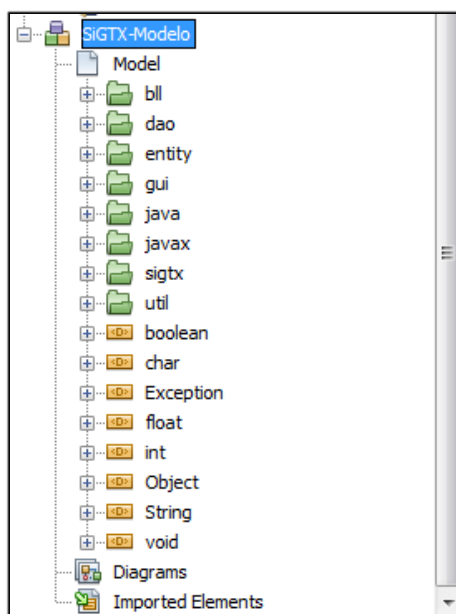 SiGTX-Modelo
Model
bll
dao
entity
gui
java
javax
sigtx
util
<D> boolean
<D> char
<D> Exception
<D> float
<D> int
<D> Object
<D> String
<D> void
Diagrams
Imported Elements